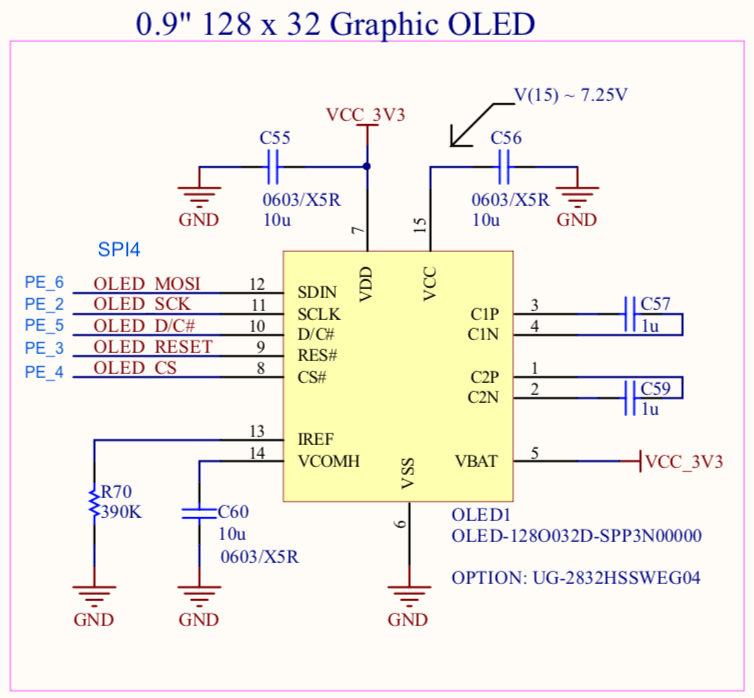 0.9" 128 x 32 Graphic OLED
V(15) ~ 7.25V
VCC_3V3
C55
C56
0603/X5R
10u
0603/X5R
10u
GND
GND
7
15
SPI4
VDD
VCC
PE_6 OLED_MOSI 12 SDIN
PE_2 OLED_SCK 11 SCLK
PE_5 OLED_D/C# 10 D/C#
PE_3 OLED_RESET 9 RES#
PE_4 OLED_CS 8 CS#
C1P 3
C1N 4
C57
1u
C2P 1
C2N 2
C59
1u
13 IREF
14 VCOMH
VBAT 5 VCC_3V3
VSS
6
R70
390K
C60
10u
0603/X5R
OLED1
OLED-128O032D-SPP3N00000
OPTION: UG-2832HSSWEG04
GND
GND
GND